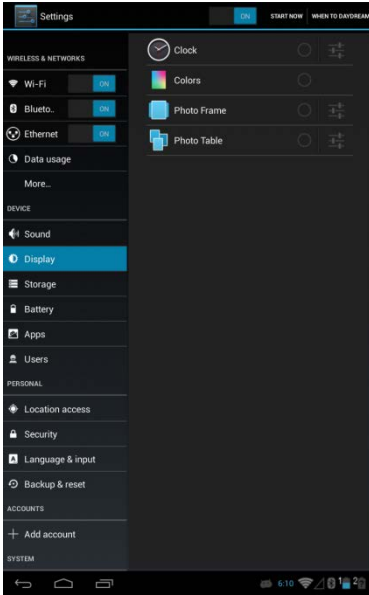 Settings
ON
START NOW
WHEN TO DAYDREAM
WIRELESS & NETWORKS
Wi-Fi
ON
Blueto..
ON
Ethernet
ON
Data usage
More...
DEVICE
Sound
Display
Storage
Battery
Apps
Users
PERSONAL
Location access
Security
Language & input
Backup & reset
ACCOUNTS
Add account
SYSTEM
Clock
Colors
Photo Frame
Photo Table
6:10
1
2